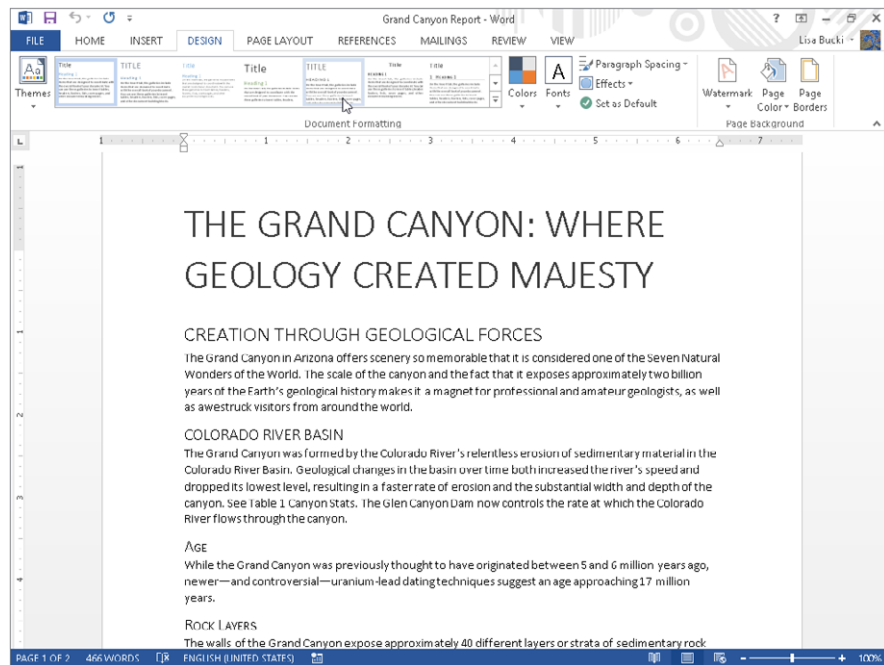 Grand Canyon Report - Word
FILE HOME INSERT DESIGN PAGE LAYOUT REFERENCES MAILINGS REVIEW VIEW Lisa Bucki
Themes
Title
TITLE
Title
Title
TITLE
Title
Title
Colors
Fonts
Paragraph Spacing
Effects
Set as Default
Watermark
Page Color
Page Borders
Document Formatting
Page Background
1 1 2 3 4 5 6 7
THE GRAND CANYON: WHERE
GEOLOGY CREATED MAJESTY
CREATION THROUGH GEOLOGICAL FORCES
The Grand Canyon in Arizona offers scenery so memorable that it is considered one of the Seven Natural
Wonders of the World. The scale of the canyon and the fact that it exposes approximately two billion
years of the Earth's geological history makes it a magnet for professional and amateur geologists, as well
as awestruck visitors from around the world.
COLORADO RIVER BASIN
The Grand Canyon was formed by the Colorado River's relentless erosion of sedimentary material in the
Colorado River Basin. Geological changes in the basin over time both increased the river's speed and
dropped its lowest level, resulting in a faster rate of erosion and the substantial width and depth of the
canyon. See Table 1 Canyon Stats. The Glen Canyon Dam now controls the rate at which the Colorado
River flows through the canyon.
AGE
While the Grand Canyon was previously thought to have originated between 5 and 6 million years ago,
newer—and controversial—uranium-lead dating techniques suggest an age approaching 17 million
years.
ROCK LAYERS
The walls of the Grand Canyon expose approximately 40 different layers or strata of sedimentary rock
PAGE 1 OF 2 466 WORDS ENGLISH (UNITED STATES) 100%